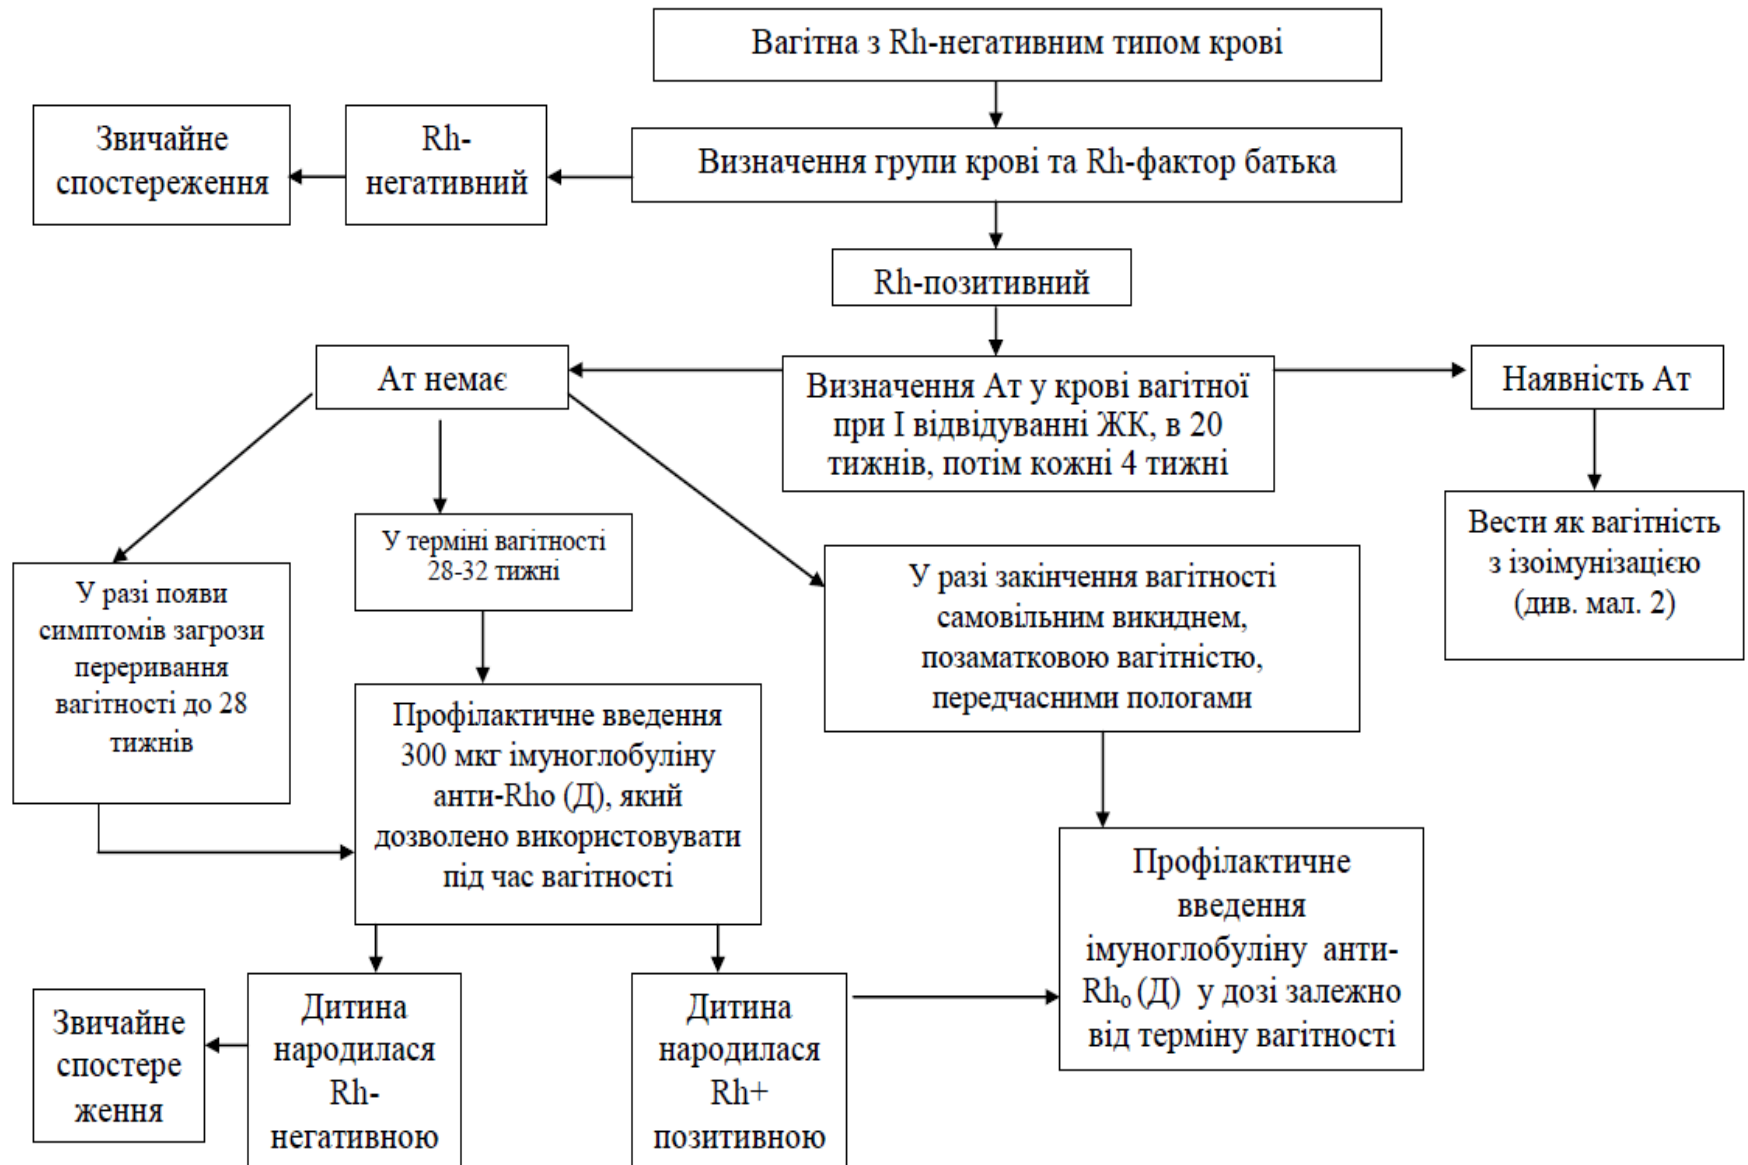 Вагітна з Rh-негативним типом крові
Звичайне
спостереження
Rh-
негативний
Визначення групи крові та Rh-фактор батька
Rh-позитивний
Ат немає
Визначення Ат у крові вагітної
при І відвідуванні ЖК, в 20
тижнів, потім кожні 4 тижні
Наявність Ат
У разі появи
симптомів загрози
переривання
вагітності до 28
тижнів
У терміні вагітності
28-32 тижні
У разі закінчення вагітності
самовільним викиднем,
позаматковою вагітністю,
передчасними пологами
Вести як вагітність
з ізоімунізацією
(див. мал. 2)
Профілактичне введення
300 мкг імуноглобуліну
анти-Rho (Д), який
дозволено використовувати
під час вагітності
Профілактичне
введення
імуноглобуліну анти-
Rhₒ (Д) у дозі залежно
від терміну вагітності
Звичайне
спостере
ження
Дитина
народилася
Rh-
негативною
Дитина
народилася
Rh+
позитивною